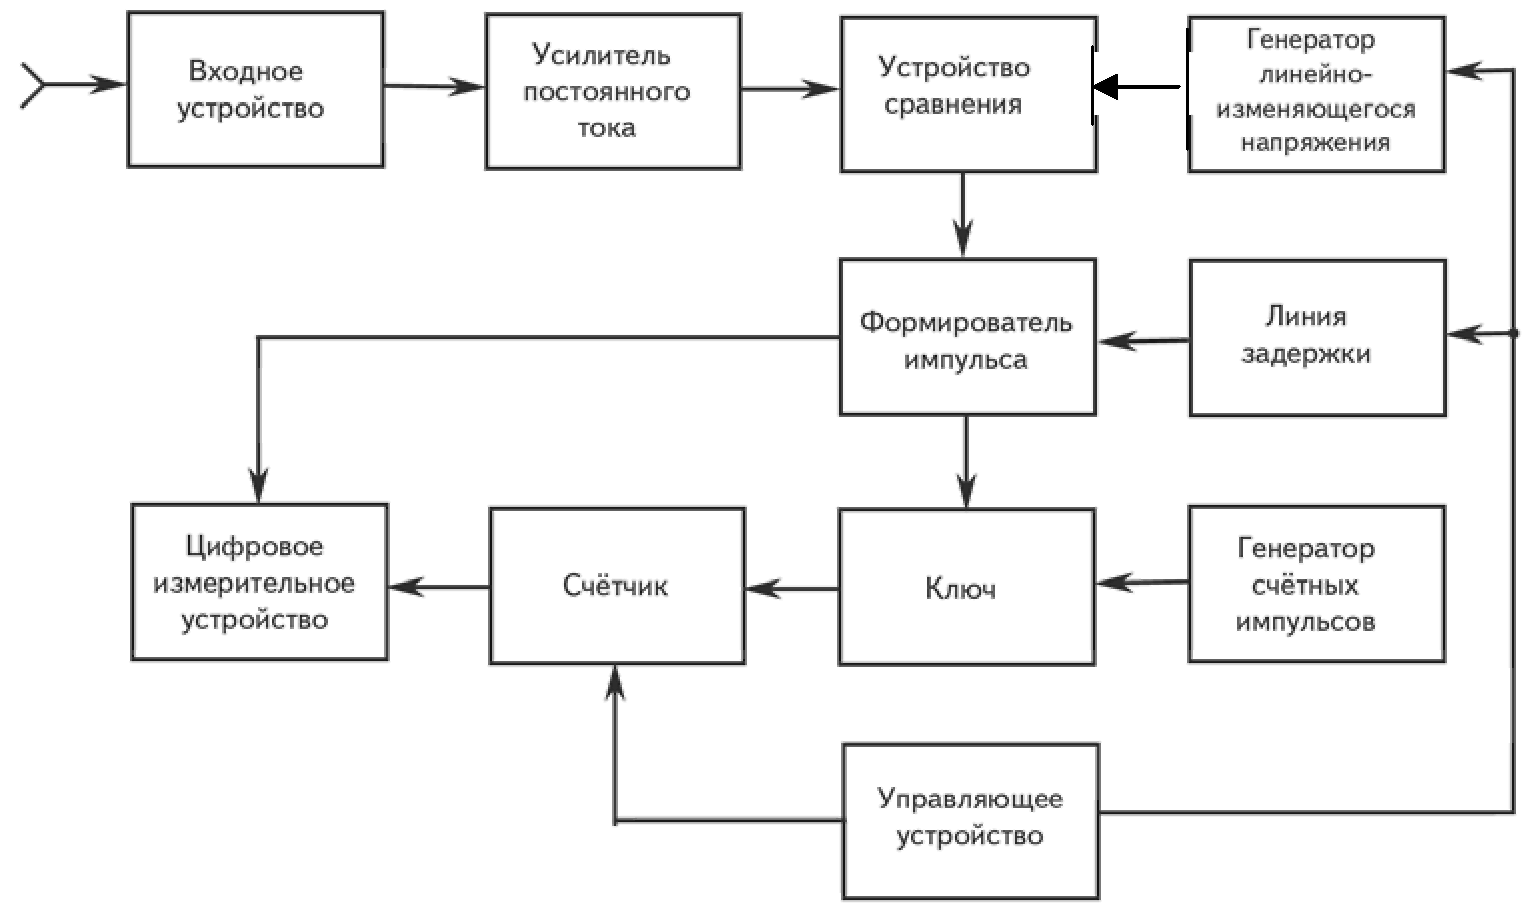 Входное
устройство
Усилитель
постоянного
тока
Устройство
сравнения
Генератор
линейно-
изменяющегося
напряжения
Формирователь
импульса
Линия
задержки
Цифровое
измерительное
устройство
Счётчик
Ключ
Генератор
счётных
импульсов
Управляющее
устройство